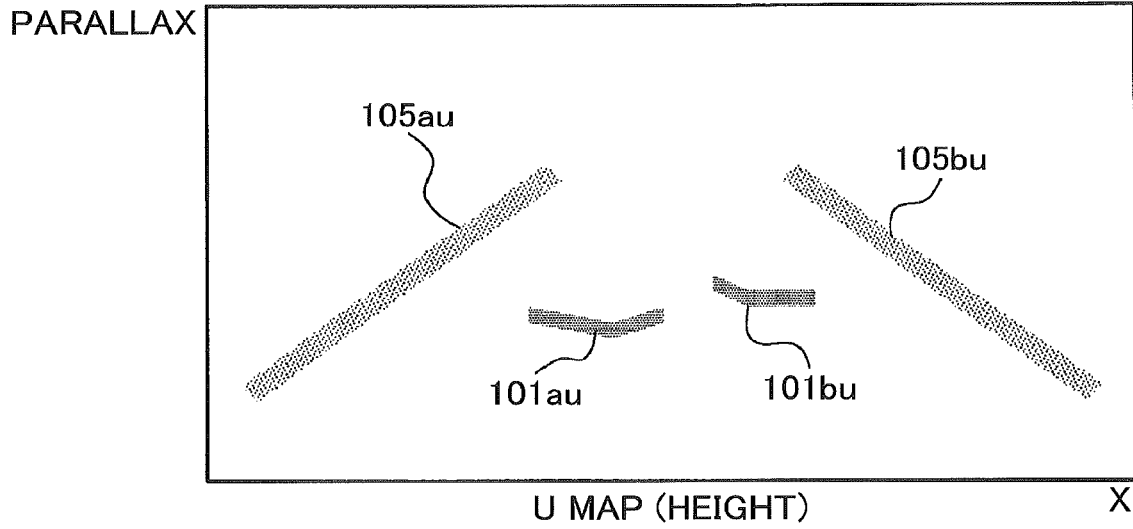 PARALLAX
105au
105bu
101au
101bu
U MAP (HEIGHT)
X